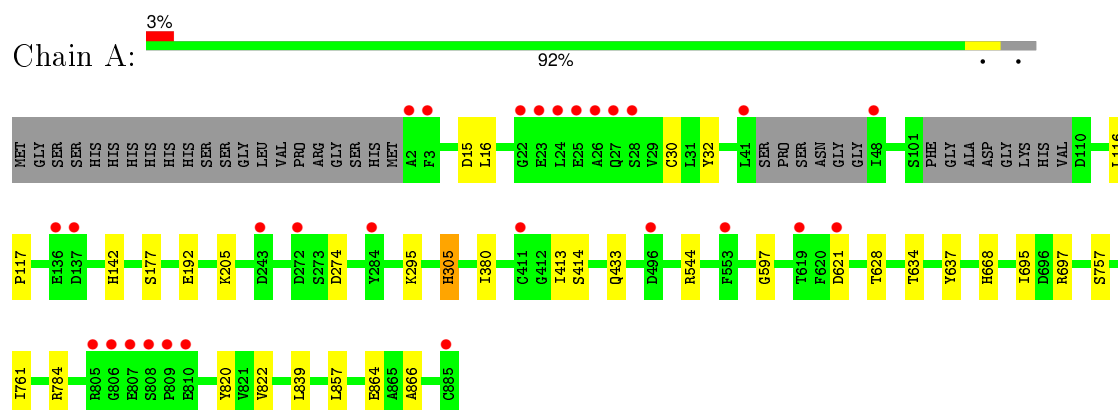 3%
Chain A:
92%
MET GLY SER SER HIS HIS HIS HIS HIS HIS SER SER GLY LEU VAL PRO ARG GLY SER HIS MET A2 F3 D15 L16 G22 E23 L24 E25 A26 Q27 S28 V29 C30 L31 Y32 L41 SER PRO SER ASN GLY GLY I48 S101 PHE GLY ALA ASP GLY LYS HIS VAL D110 L116
P117 E136 D137 H142 S177 E192 K205 D243 D272 S273 D274 Y284 K295 H305 I380 C411 G412 I413 S414 Q433 D496 R544 F553 G597 T619 F620 D621 T628 T634 Y637 H668 I695 D696 R697 S757
I761 R784 R805 G806 E807 S808 P809 E810 Y820 V821 V822 L839 L857 E864 A865 A866 C885